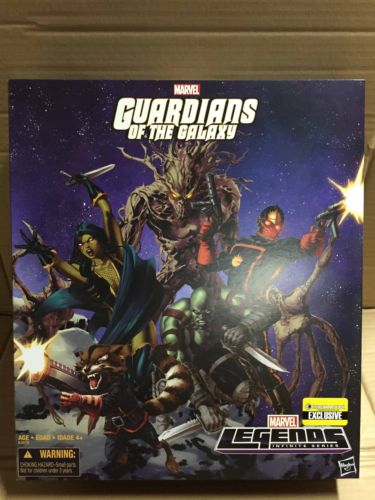 MARVEL
GUARDIANS
OF THE GALAXY
EXCLUSIVE
MARVEL
LEGENDS
INFINITE SERIES
AGE • EDAD • IDADE 4+
WARNING:
CHOKING HAZARD-Small parts.
Not for children under 3 years.
Hasbro